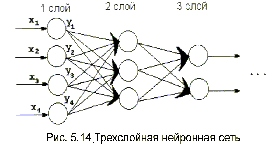 1 слой 2 слой 3 слой
x₁ y₁
x₂ y₂
x₃ y₃
x₄ y₄
. . .
Рис. 5.14 Трехслойная нейронная сеть